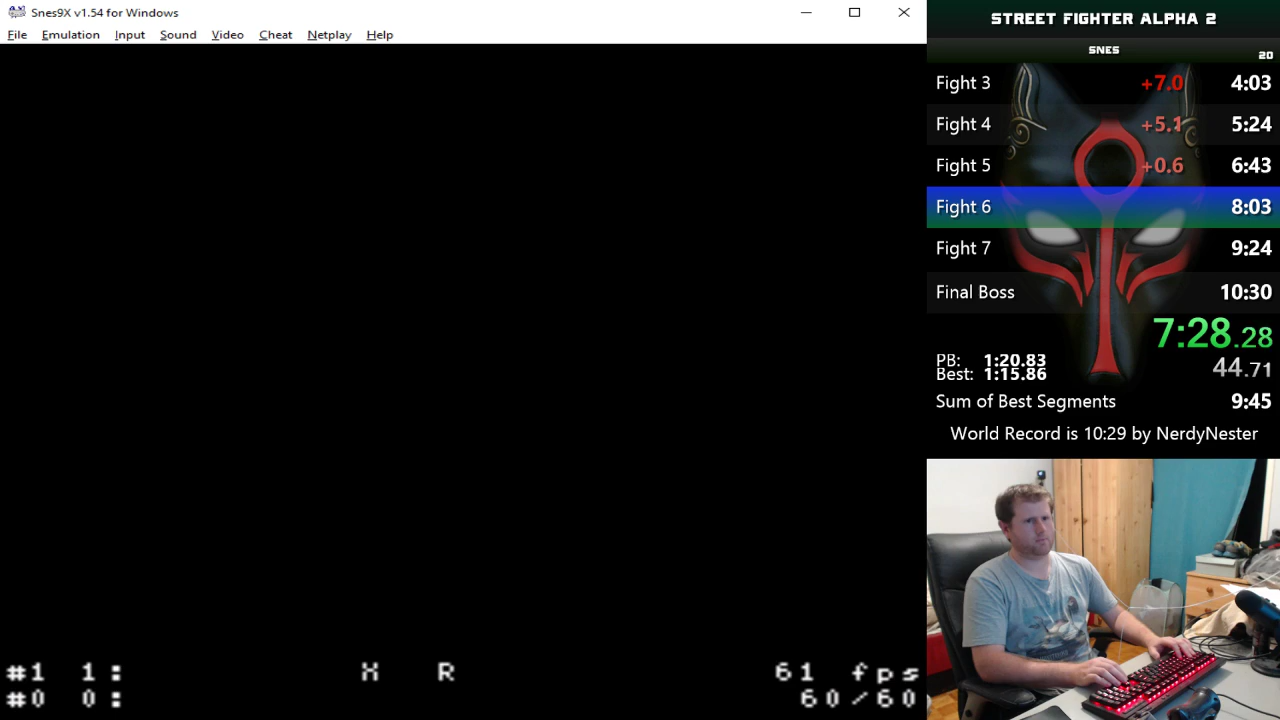 Snes9X v1.54 for Windows
File Emulation Input Sound Video Cheat Netplay Help
#1 1: X R 61 fps
#0 0: 60/60
STREET FIGHTER ALPHA 2
SNES
20
Fight 3 +7.0 4:03
Fight 4 +5.1 5:24
Fight 5 +0.6 6:43
Fight 6 8:03
Fight 7 9:24
Final Boss 10:30
7:28.28
PB: 1:20.83
Best: 1:15.86
44.71
Sum of Best Segments 9:45
World Record is 10:29 by NerdyNester